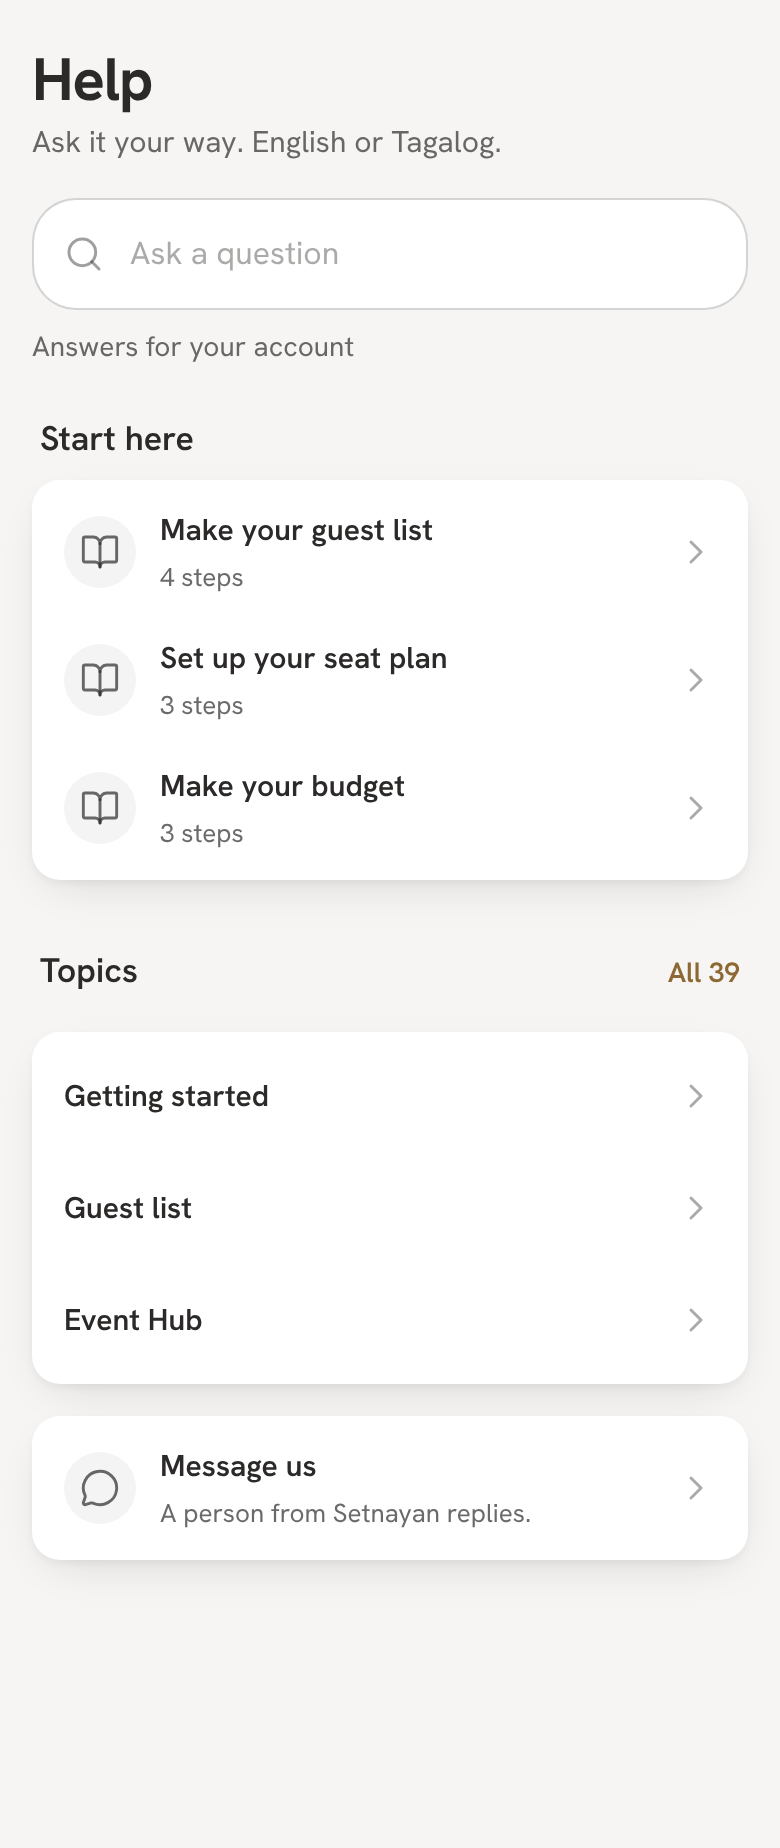 Help
Ask it your way. English or Tagalog.
Ask a question
Answers for your account
Start here
Make your guest list
4 steps
Set up your seat plan
3 steps
Make your budget
3 steps
Topics
All 39
Getting started
Guest list
Event Hub
Message us
A person from Setnayan replies.